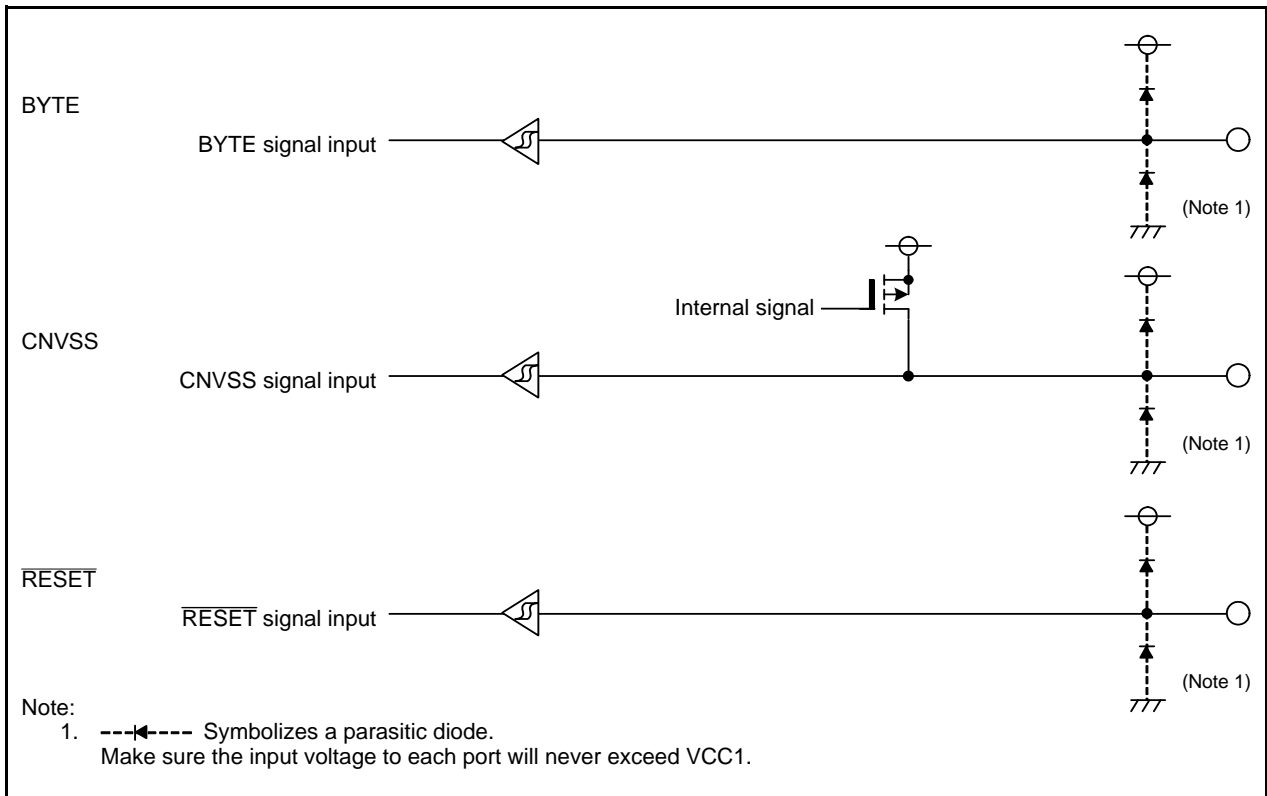 BYTE
BYTE signal input
(Note 1)
Internal signal
CNVSS
CNVSS signal input
(Note 1)
RESET
RESET signal input
(Note 1)
Note:
1. Symbolizes a parasitic diode.
Make sure the input voltage to each port will never exceed VCC1.